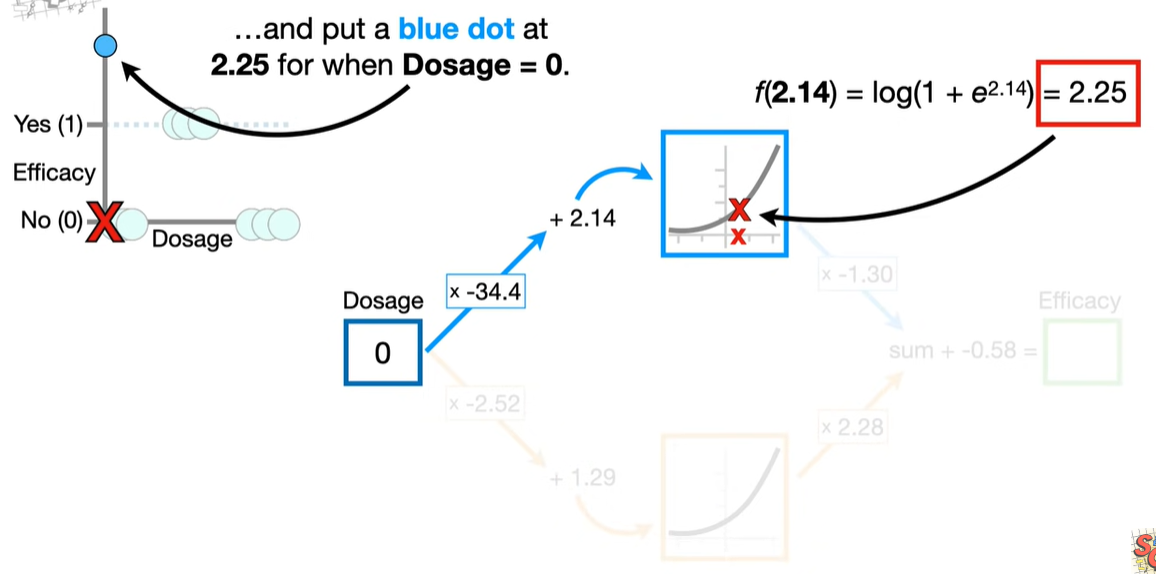 …and put a blue dot at
2.25 for when Dosage = 0.
f(2.14) = log(1 + e^2.14) = 2.25
Yes (1)
Efficacy
No (0)
Dosage
+ 2.14
x -34.4
Dosage
0
x -1.30
Efficacy
sum + -0.58 =
x -2.52
x 2.28
+ 1.29